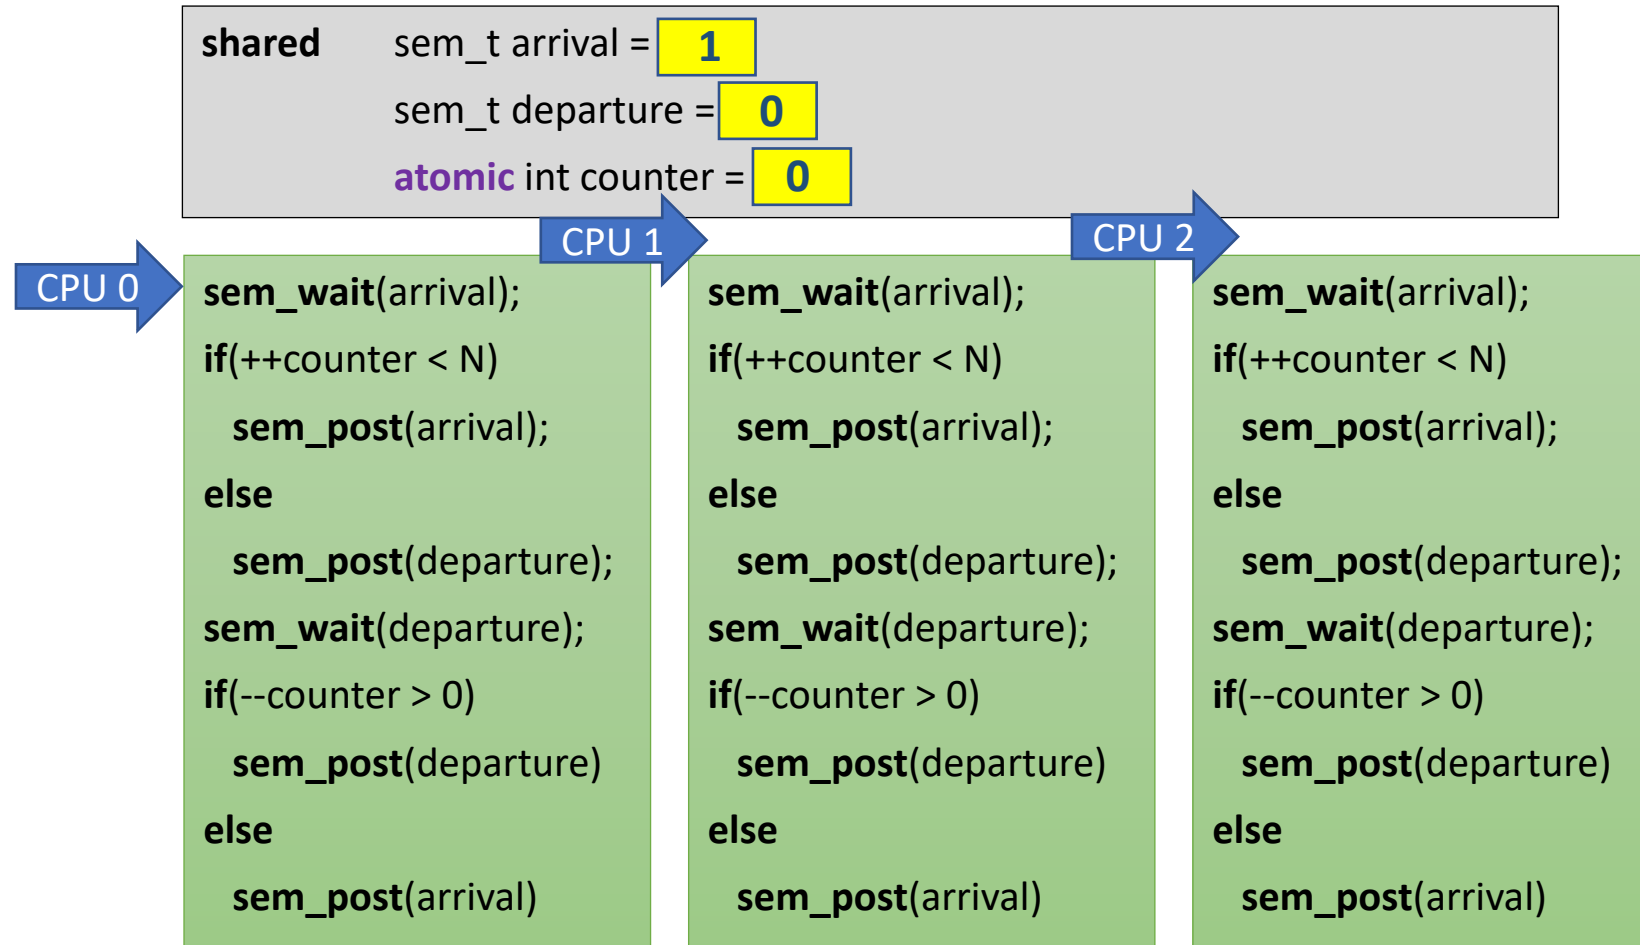 shared sem_t arrival = 1
sem_t departure = 0
atomic int counter = 0
CPU 0
CPU 1
CPU 2
sem_wait(arrival);
if(++counter < N)
sem_post(arrival);
else
sem_post(departure);
sem_wait(departure);
if(--counter > 0)
sem_post(departure)
else
sem_post(arrival)
sem_wait(arrival);
if(++counter < N)
sem_post(arrival);
else
sem_post(departure);
sem_wait(departure);
if(--counter > 0)
sem_post(departure)
else
sem_post(arrival)
sem_wait(arrival);
if(++counter < N)
sem_post(arrival);
else
sem_post(departure);
sem_wait(departure);
if(--counter > 0)
sem_post(departure)
else
sem_post(arrival)